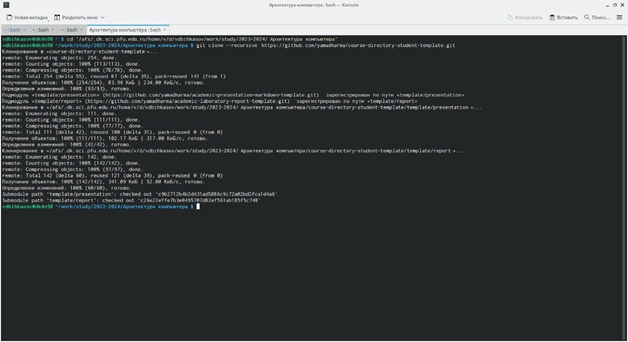 Архитектура компьютера : bash — Konsole
Новая вкладка
Разделить окно
Копировать
Вставить
Поиск...
: bash
: bash
: bash
Архитектура компьютера : bash
vdbihkasov@dk4n58 ~ $ cd '/afs/.dk.sci.pfu.edu.ru/home/v/d/vdbihkasov/work/study/2023-2024/ Архитектура компьютера'
vdbihkasov@dk4n58 ~/work/study/2023-2024/Архитектура компьютера $ git clone --recursive https://github.com/yamadharma/course-directory-student-template.git
Клонирование в «course-directory-student-template »...
remote: Enumerating objects: 254, done.
remote: Counting objects: 100% (113/113), done.
remote: Compressing objects: 100% (78/78), done.
remote: Total 254 (delta 55), reused 87 (delta 35), pack-reused 141 (from 1)
Получение объектов: 100% (254/254), 83.96 КиБ | 234.00 КиБ/с, готово.
Определение изменений: 100% (93/93), готово.
Подмодуль «template/presentation» (https://github.com/yamadharma/academic-presentation-markdown-template.git) зарегистрирован по пути «template/presentation»
Подмодуль «template/report» (https://github.com/yamadharma/academic-laboratory-report-template.git) зарегистрирован по пути «template/report»
Клонирование в «/afs/.dk.sci.pfu.edu.ru/home/v/d/vdbihkasov/work/study/2023-2024/ Архитектура компьютера/course-directory-student-template/template/presentation »...
remote: Enumerating objects: 111, done.
remote: Counting objects: 100% (111/111), done.
remote: Compressing objects: 100% (77/77), done.
remote: Total 111 (delta 42), reused 100 (delta 31), pack-reused 0 (from 0)
Получение объектов: 100% (111/111), 102.17 КиБ | 317.00 КиБ/с, готово.
Определение изменений: 100% (42/42), готово.
Клонирование в «/afs/.dk.sci.pfu.edu.ru/home/v/d/vdbihkasov/work/study/2023-2024/ Архитектура компьютера/course-directory-student-template/template/report »...
remote: Enumerating objects: 142, done.
remote: Counting objects: 100% (142/142), done.
remote: Compressing objects: 100% (97/97), done.
remote: Total 142 (delta 60), reused 121 (delta 39), pack-reused 0 (from 0)
Получение объектов: 100% (142/142), 341.09 КиБ | 52.00 КиБ/с, готово.
Определение изменений: 100% (60/60), готово.
Submodule path 'template/presentation': checked out
Submodule path 'template/report': checked out
vdbihkasov@dk4n58 ~/work/study/2023-2024/Архитектура компьютера $